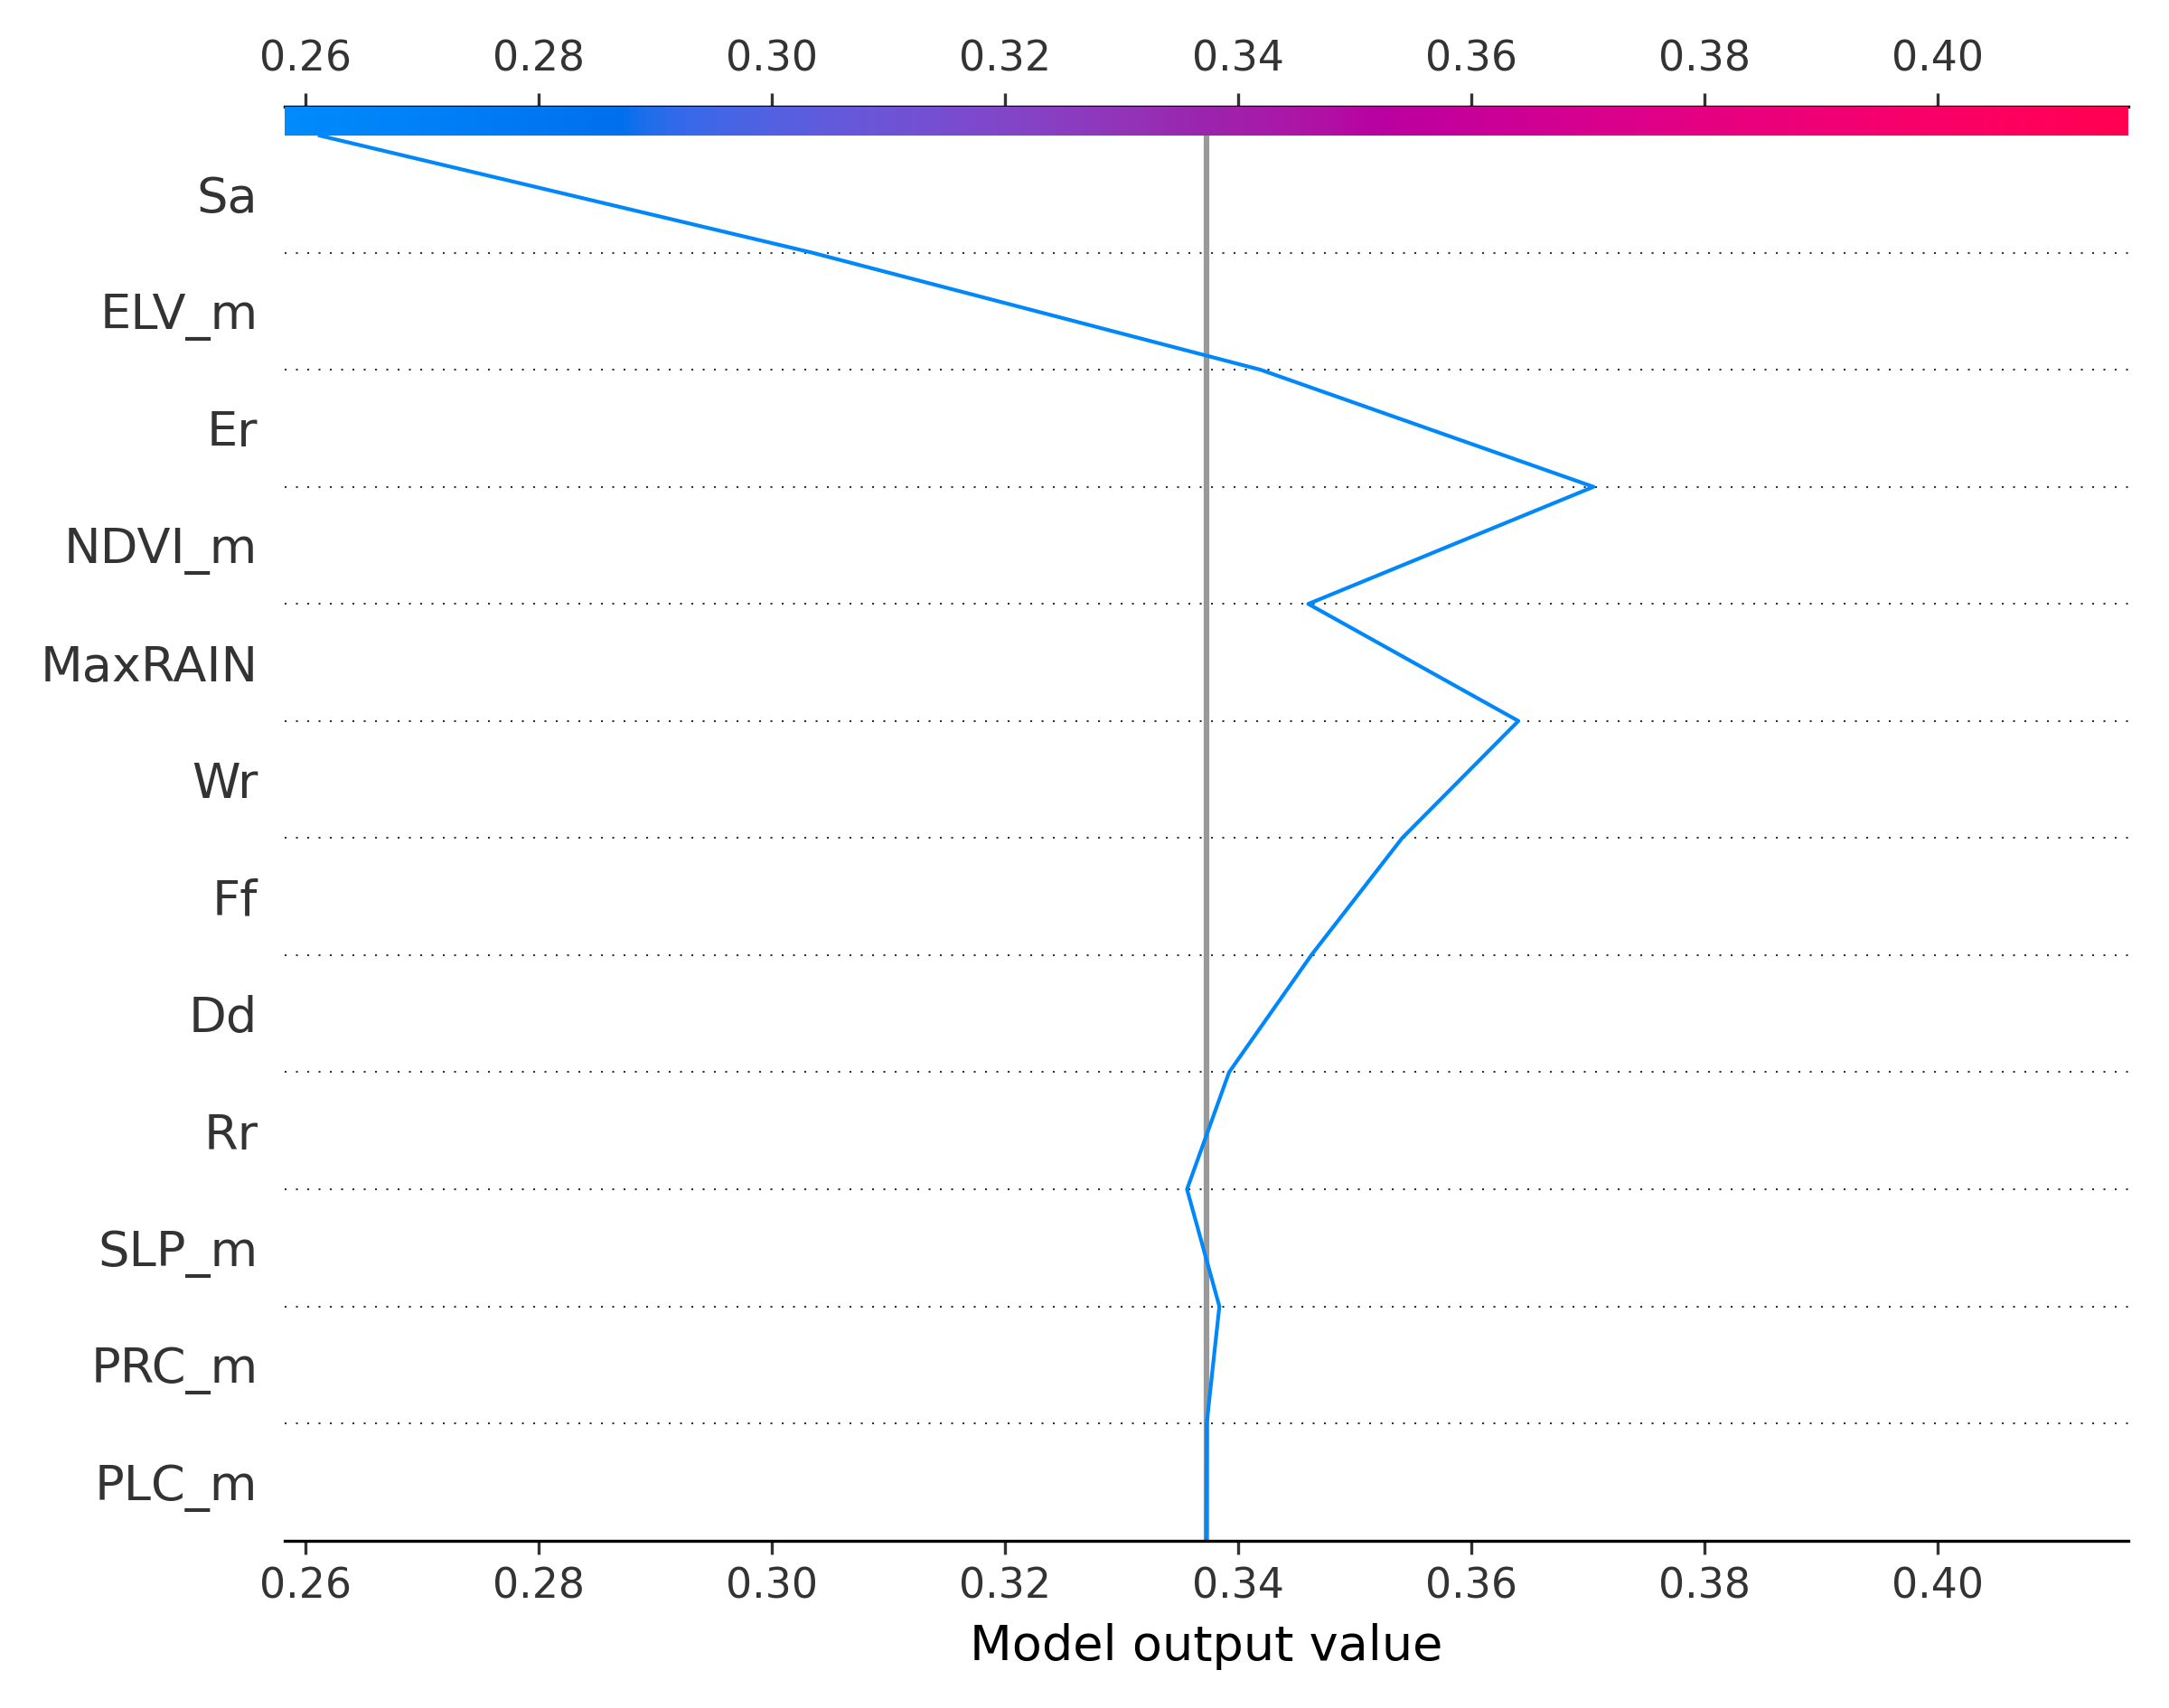 0.26 0.28 0.30 0.32 0.34 0.36 0.38 0.40
Sa
ELV_m
Er
NDVI_m
MaxRAIN
Wr
Ff
Dd
Rr
SLP_m
PRC_m
PLC_m
0.26 0.28 0.30 0.32 0.34 0.36 0.38 0.40
Model output value